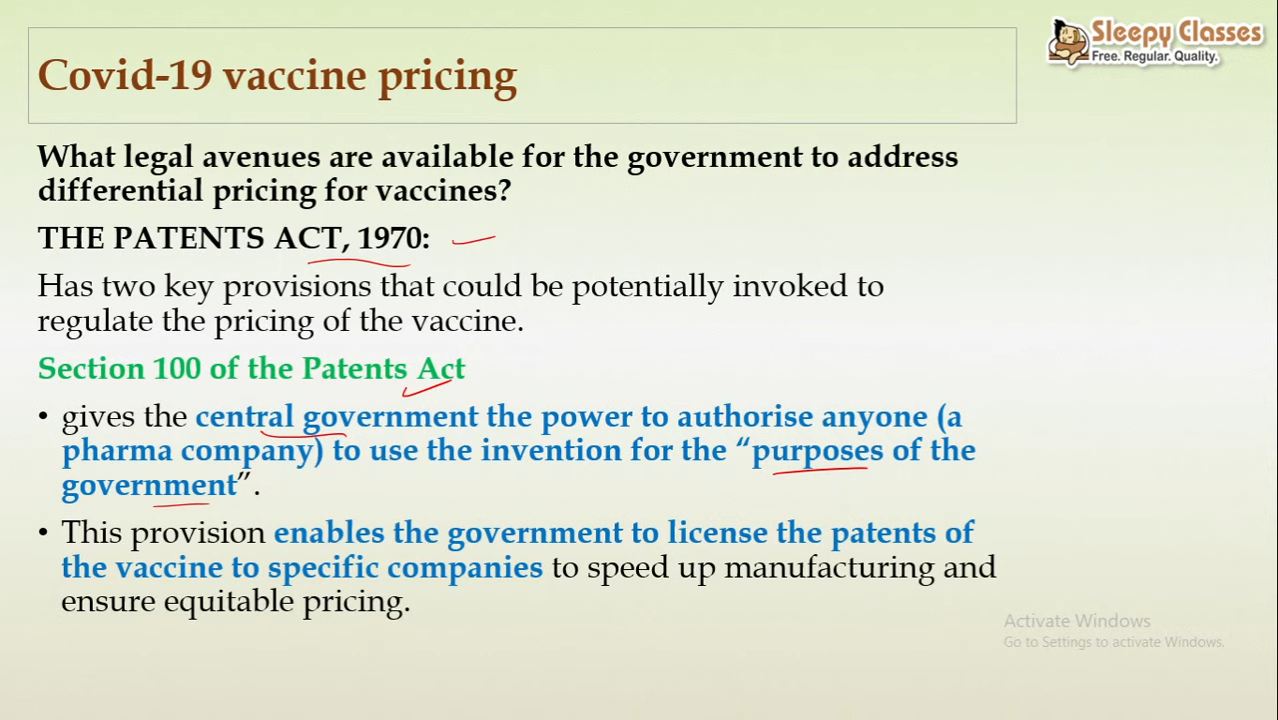 Sleepy Classes
Free. Regular. Quality.
Covid-19 vaccine pricing
What legal avenues are available for the government to address
differential pricing for vaccines?
THE PATENTS ACT, 1970:
Has two key provisions that could be potentially invoked to
regulate the pricing of the vaccine.
Section 100 of the Patents Act
• gives the central government the power to authorise anyone (a
pharma company) to use the invention for the “purposes of the
government”.
• This provision enables the government to license the patents of
the vaccine to specific companies to speed up manufacturing and
ensure equitable pricing.
Activate Windows
Go to Settings to activate Windows.